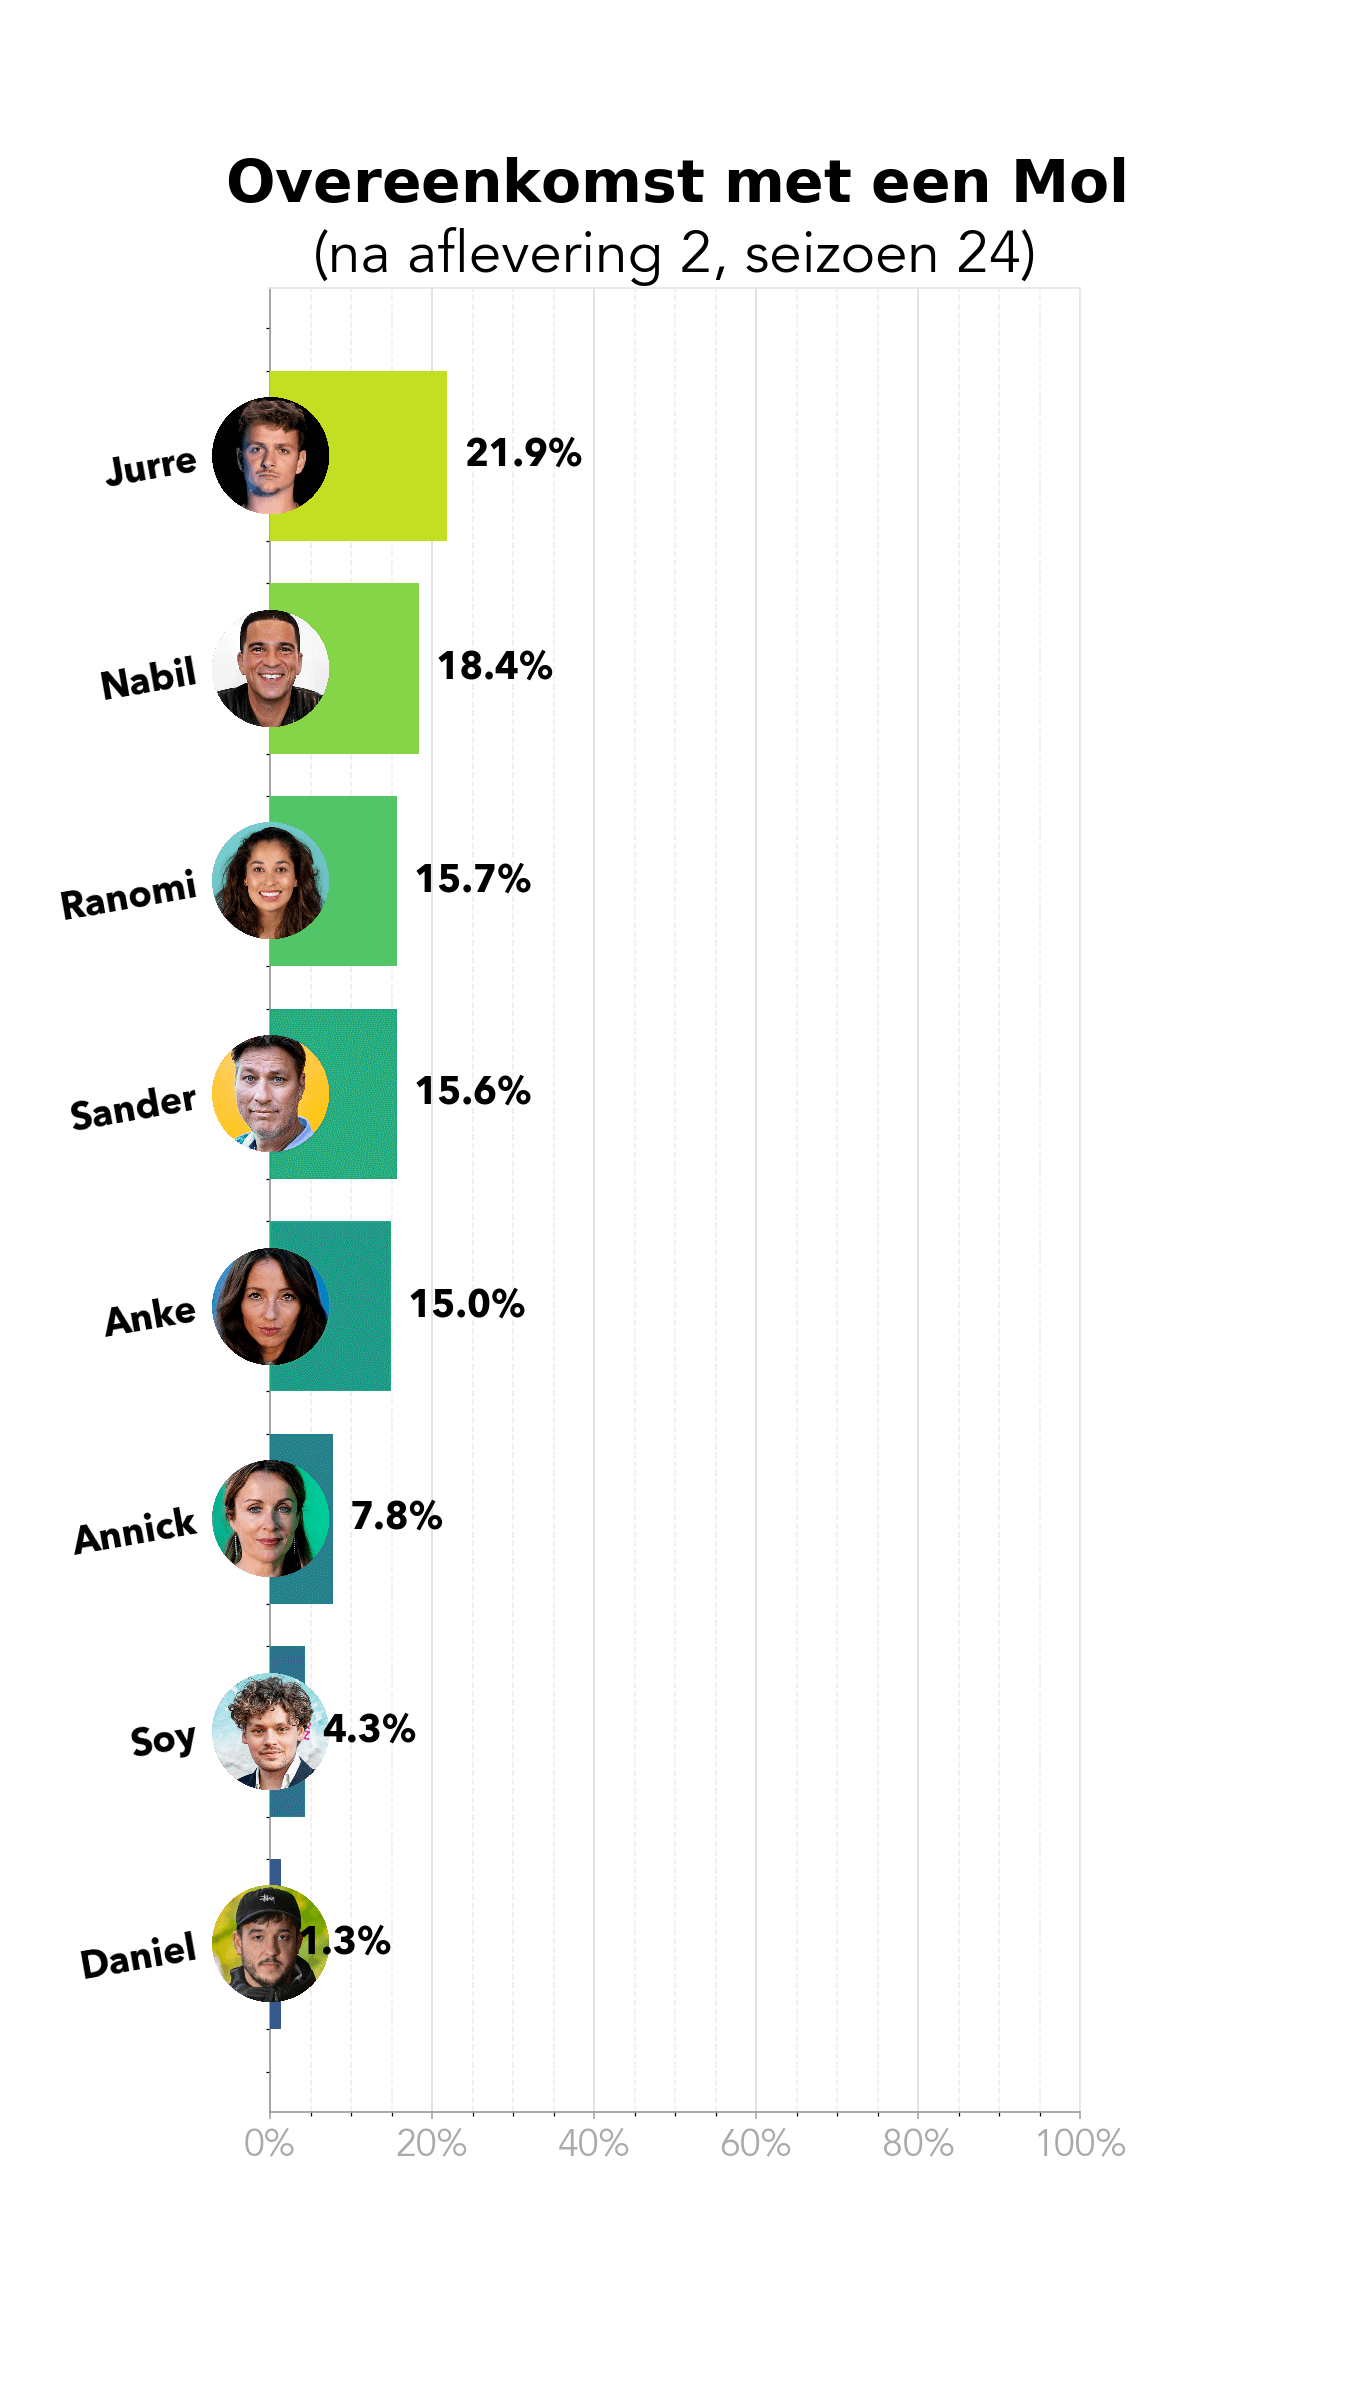 Overeenkomst met een Mol
(na aflevering 2, seizoen 24)
Jurre 21.9%
Nabil 18.4%
Ranomi 15.7%
Sander 15.6%
Anke 15.0%
Annick 7.8%
Soy 4.3%
Daniel 1.3%
0% 20% 40% 60% 80% 100%